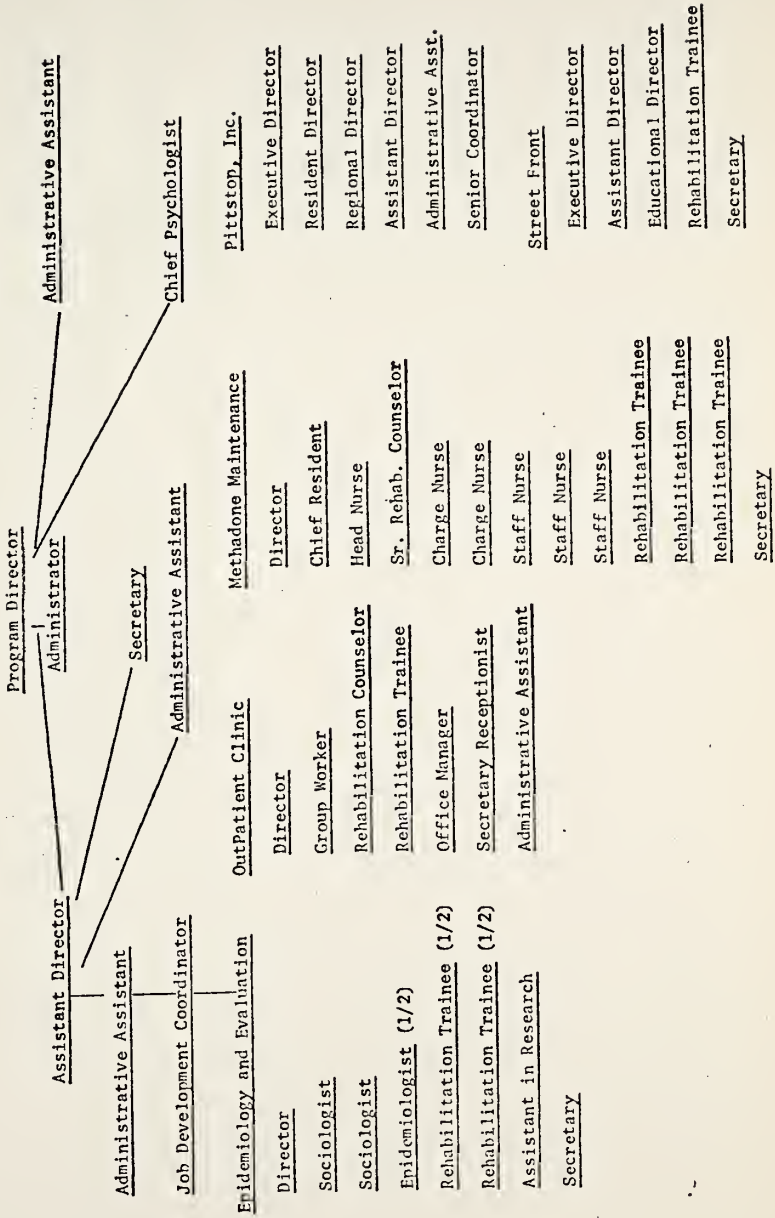 Program Director
Administrator
Administrative Assistant
Chief Psychologist
Assistant Director
Secretary
Administrative Assistant
Administrative Assistant
Job Development Coordinator
Epidemiology and Evaluation
Director
Sociologist
Sociologist
Epidemiologist (1/2)
Rehabilitation Trainee (1/2)
Rehabilitation Trainee (1/2)
Assistant in Research
Secretary
OutPatient Clinic
Director
Group Worker
Rehabilitation Counselor
Rehabilitation Trainee
Office Manager
Secretary Receptionist
Administrative Assistant
Methadone Maintenance
Director
Chief Resident
Head Nurse
Sr. Rehab. Counselor
Charge Nurse
Charge Nurse
Staff Nurse
Staff Nurse
Staff Nurse
Rehabilitation Trainee
Rehabilitation Trainee
Rehabilitation Trainee
Secretary
Pittstop, Inc.
Executive Director
Resident Director
Regional Director
Assistant Director
Administrative Asst.
Senior Coordinator
Street Front
Executive Director
Assistant Director
Educational Director
Rehabilitation Trainee
Secretary